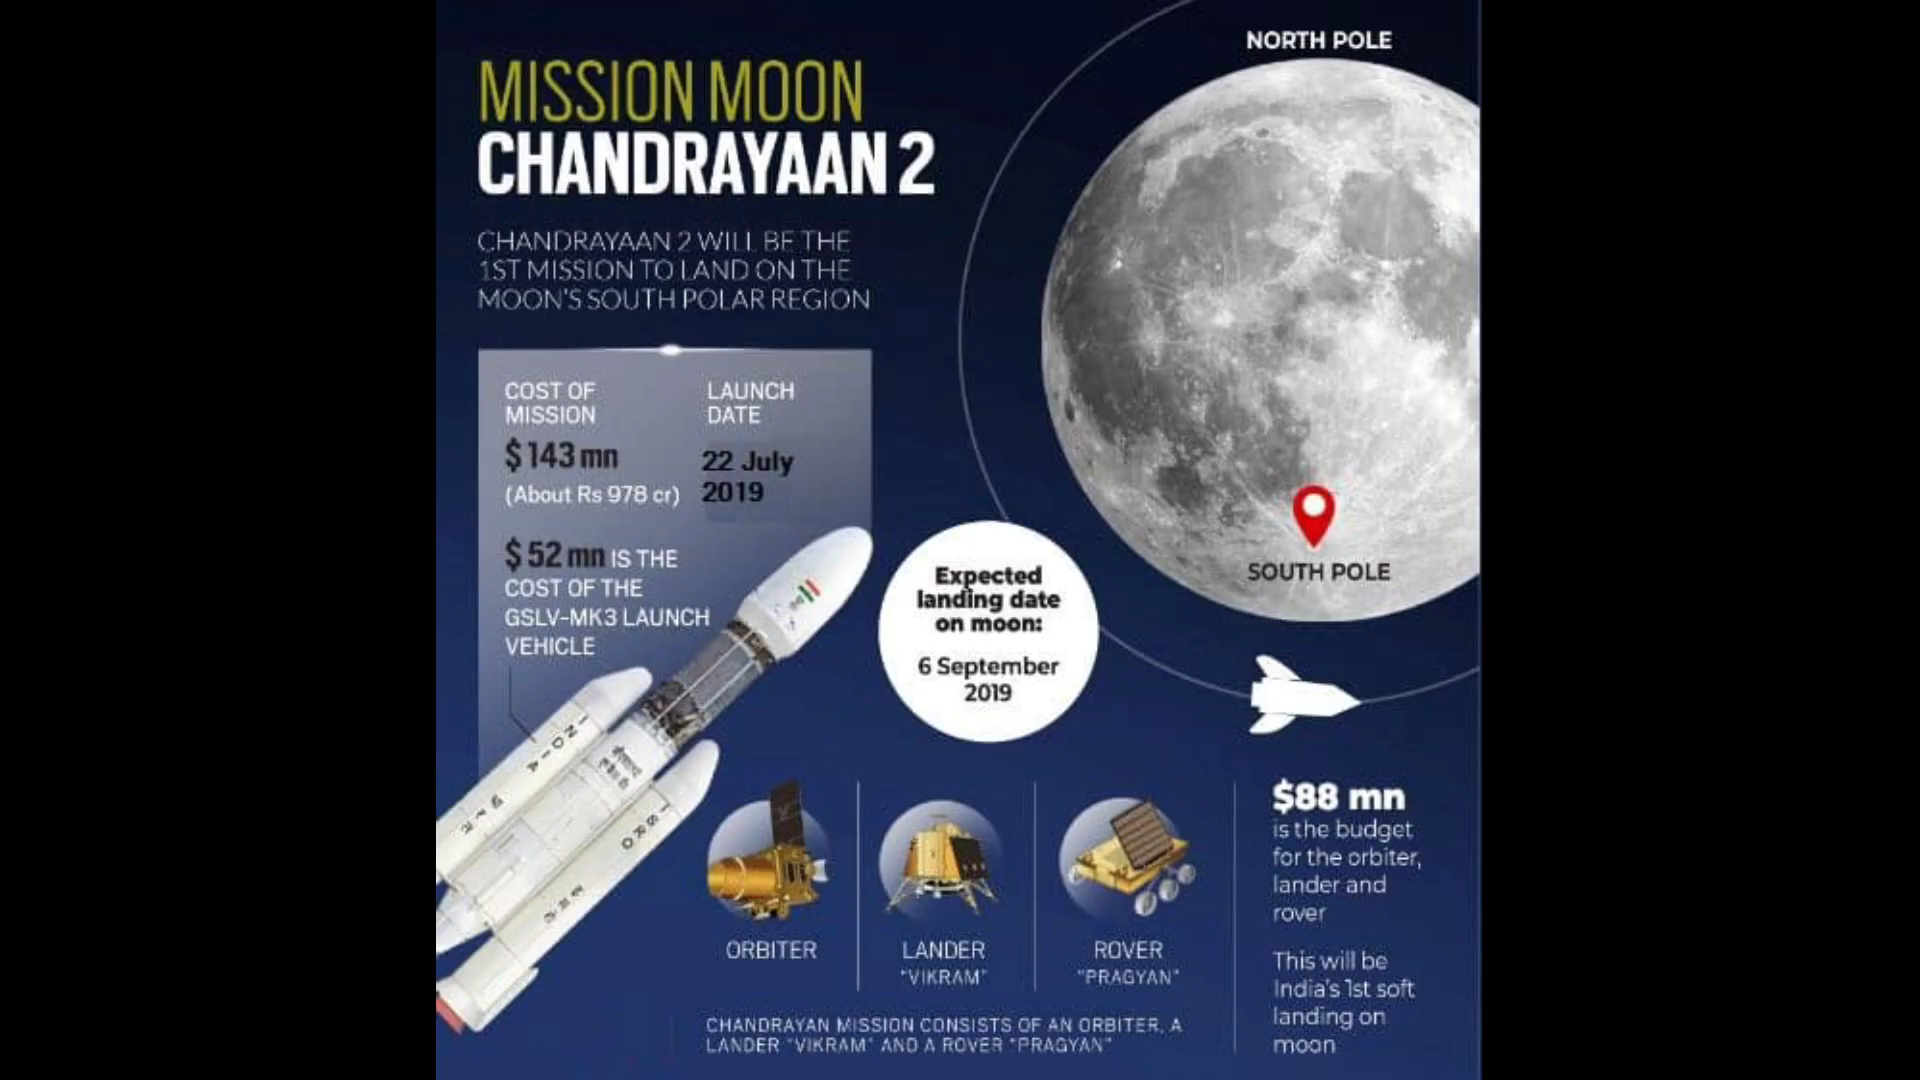 NORTH POLE
MISSION MOON
CHANDRAYAAN 2
CHANDRAYAAN 2 WILL BE THE
1ST MISSION TO LAND ON THE
MOON'S SOUTH POLAR REGION
COST OF
MISSION
$ 143 mn
(About Rs 978 cr)
LAUNCH
DATE
22 July
2019
$ 52 mn IS THE
COST OF THE
GSLV-MK3 LAUNCH
VEHICLE
Expected
landing date
on moon:
6 September
2019
SOUTH POLE
INDIA
ISRO
ORBITER
LANDER
"VIKRAM"
ROVER
"PRAGYAN"
CHANDRAYAN MISSION CONSISTS OF AN ORBITER, A
LANDER "VIKRAM" AND A ROVER "PRAGYAN"
$88 mn
is the budget
for the orbiter,
lander and
rover
This will be
India's 1st soft
landing on
moon